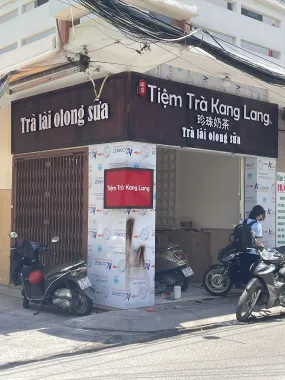 Trà lài olong sữa
Tiệm Trà Kang Lang.
珍珠奶茶
Trà lài olong sữa
Tiệm Trà Kang Lang